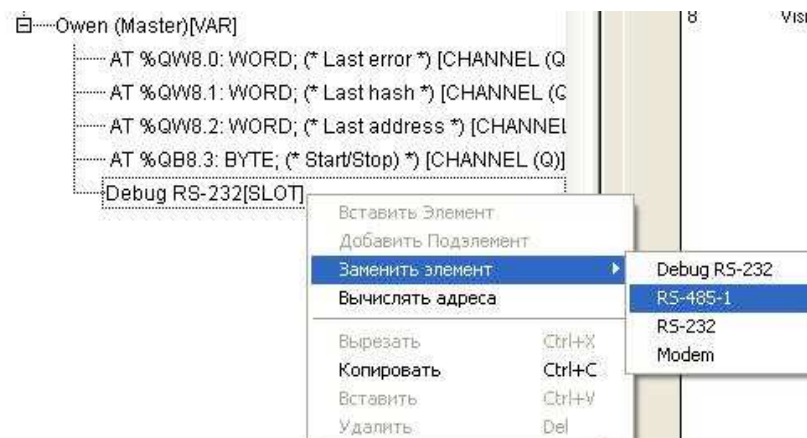 Owen (Master)[VAR]
8
AT %QW8.0: WORD; (* Last error *) [CHANNEL (Q
AT %QW8.1: WORD; (* Last hash *) [CHANNEL (Q
AT %QW8.2: WORD; (* Last address *) [CHANNEL
AT %QB8.3: BYTE; (* Start/Stop) *) [CHANNEL (Q)]
Debug RS-232[SLOT]
Вставить Элемент
Добавить Подэлемент
Заменить элемент
Вычислять адреса
Вырезать Ctrl+X
Копировать Ctrl+C
Вставить Ctrl+V
Удалить Del
Debug RS-232
RS-485-1
RS-232
Modem